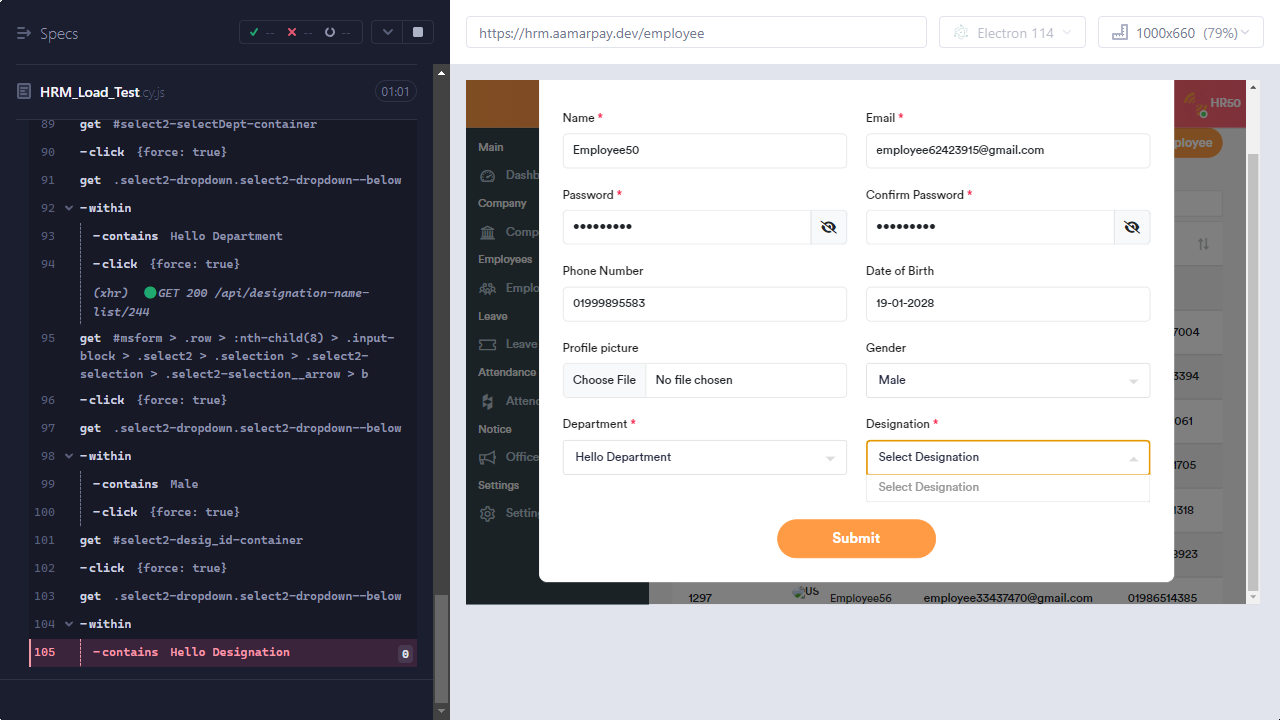 Specs
-- -- --
https://hrm.aamarpay.dev/employee
Electron 114
1000x660 (79%)
HRM_Load_Test.cy.js
01:01
89 get #select2-selectDept-container
90 -click {force: true}
91 get .select2-dropdown.select2-dropdown--below
92 -within
93 -contains Hello Department
94 -click {force: true}
(xhr) GET 200 /api/designation-name-
list/244
95 get #msform > .row > :nth-child(8) > .input-
block > .select2 > .selection > .select2-
selection > .select2-selection__arrow > b
96 -click {force: true}
97 get .select2-dropdown.select2-dropdown--below
98 -within
99 -contains Male
100 -click {force: true}
101 get #select2-desig_id-container
102 -click {force: true}
103 get .select2-dropdown.select2-dropdown--below
104 -within
105 -contains Hello Designation 0
HR50
ployee
Main
Dashb
Company
Comp
Employees
Emplo
Leave
Leave
Attendance
Attend
Notice
Office
Settings
Settin
Name * Email *
Employee50 employee62423915@gmail.com
Password * Confirm Password *
••••••••• •••••••••
Phone Number Date of Birth
01999895583 19-01-2028
Profile picture Gender
Choose File No file chosen Male
Department * Designation *
Hello Department Select Designation
Select Designation
Submit
7004
3394
061
1705
1318
3923
1297 US Employee56 employee33437470@gmail.com 01986514385